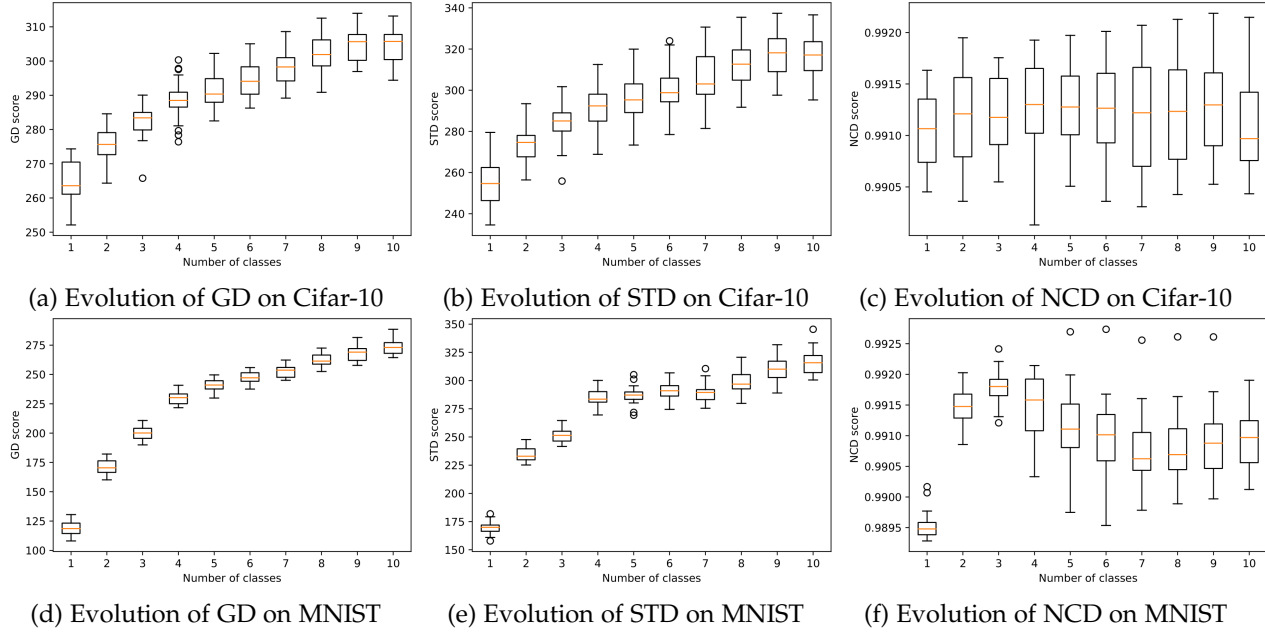 310
300
290
280
270
260
250
GD score
1 2 3 4 5 6 7 8 9 10
Number of classes
(a) Evolution of GD on Cifar-10
340
320
300
280
260
240
STD score
1 2 3 4 5 6 7 8 9 10
Number of classes
(b) Evolution of STD on Cifar-10
0.9920
0.9915
0.9910
0.9905
NCD score
1 2 3 4 5 6 7 8 9 10
Number of classes
(c) Evolution of NCD on Cifar-10
275
250
225
200
175
150
125
100
GD score
1 2 3 4 5 6 7 8 9 10
Number of classes
(d) Evolution of GD on MNIST
350
325
300
275
250
225
200
175
150
STD score
1 2 3 4 5 6 7 8 9 10
Number of classes
(e) Evolution of STD on MNIST
0.9925
0.9920
0.9915
0.9910
0.9905
0.9900
0.9895
NCD score
1 2 3 4 5 6 7 8 9 10
Number of classes
(f) Evolution of NCD on MNIST